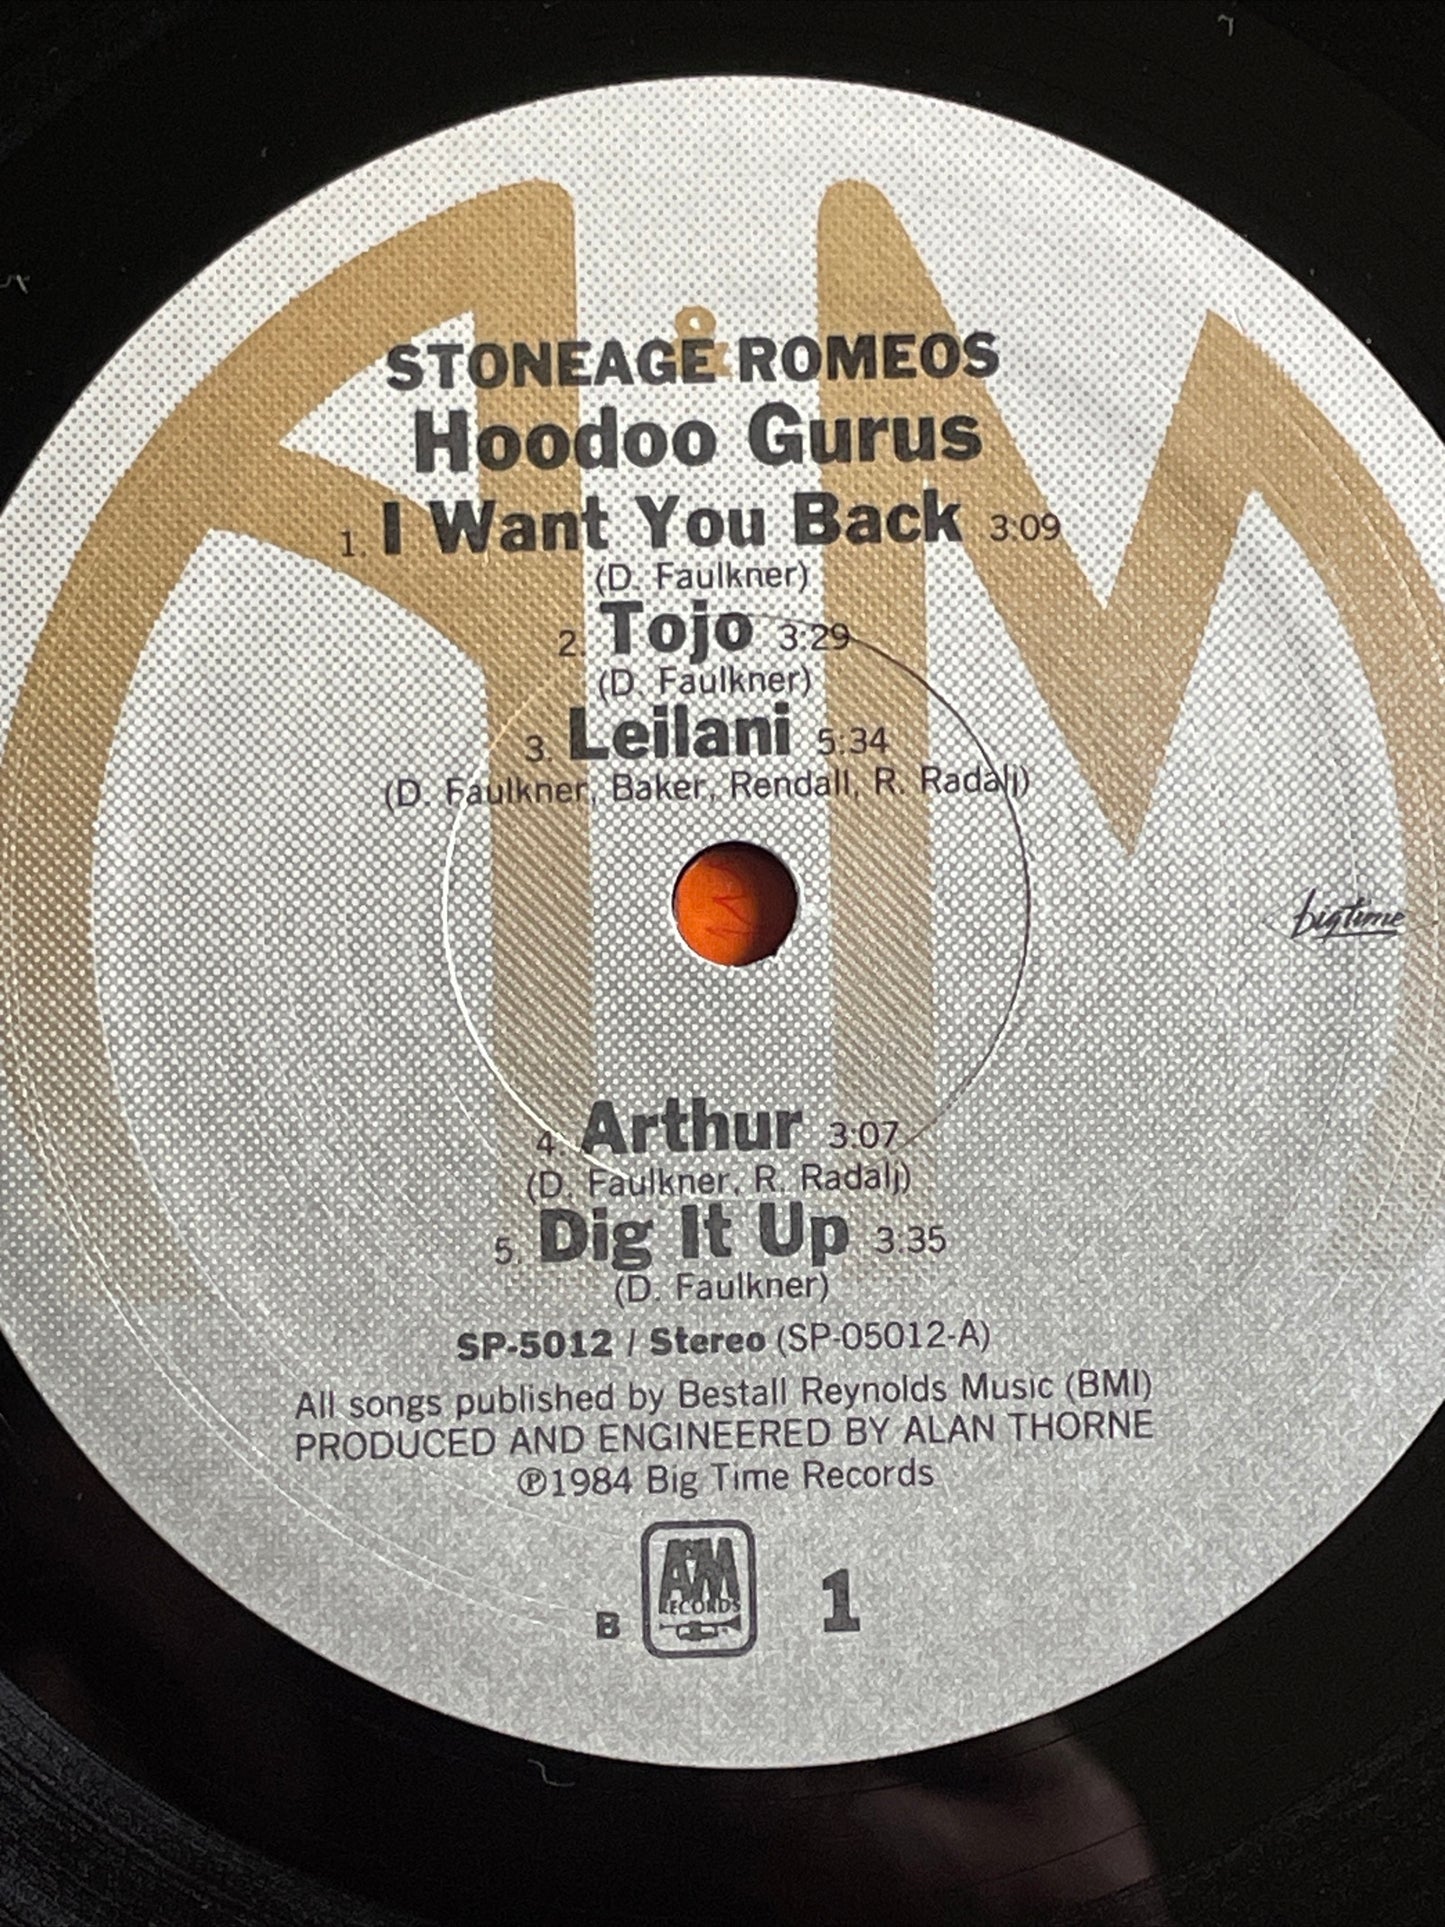 &
STONEAGE ROMEOS
Hoodoo Gurus
1. I Want You Back 3:09
(D. Faulkner)
2. Tojo 3:29
(D. Faulkner)
3. Leilani 5:34
(D. Faulkner, Baker, Rendall, R. Radalj)
bigtime
4. Arthur 3:07
(D. Faulkner, R. Radalj)
5. Dig It Up 3:35
(D. Faulkner)
SP-5012 / Stereo (SP-05012-A)
All songs published by Bestall Reynolds Music (BMI)
PRODUCED AND ENGINEERED BY ALAN THORNE
℗1984 Big Time Records
A&M
RECORDS
B 1